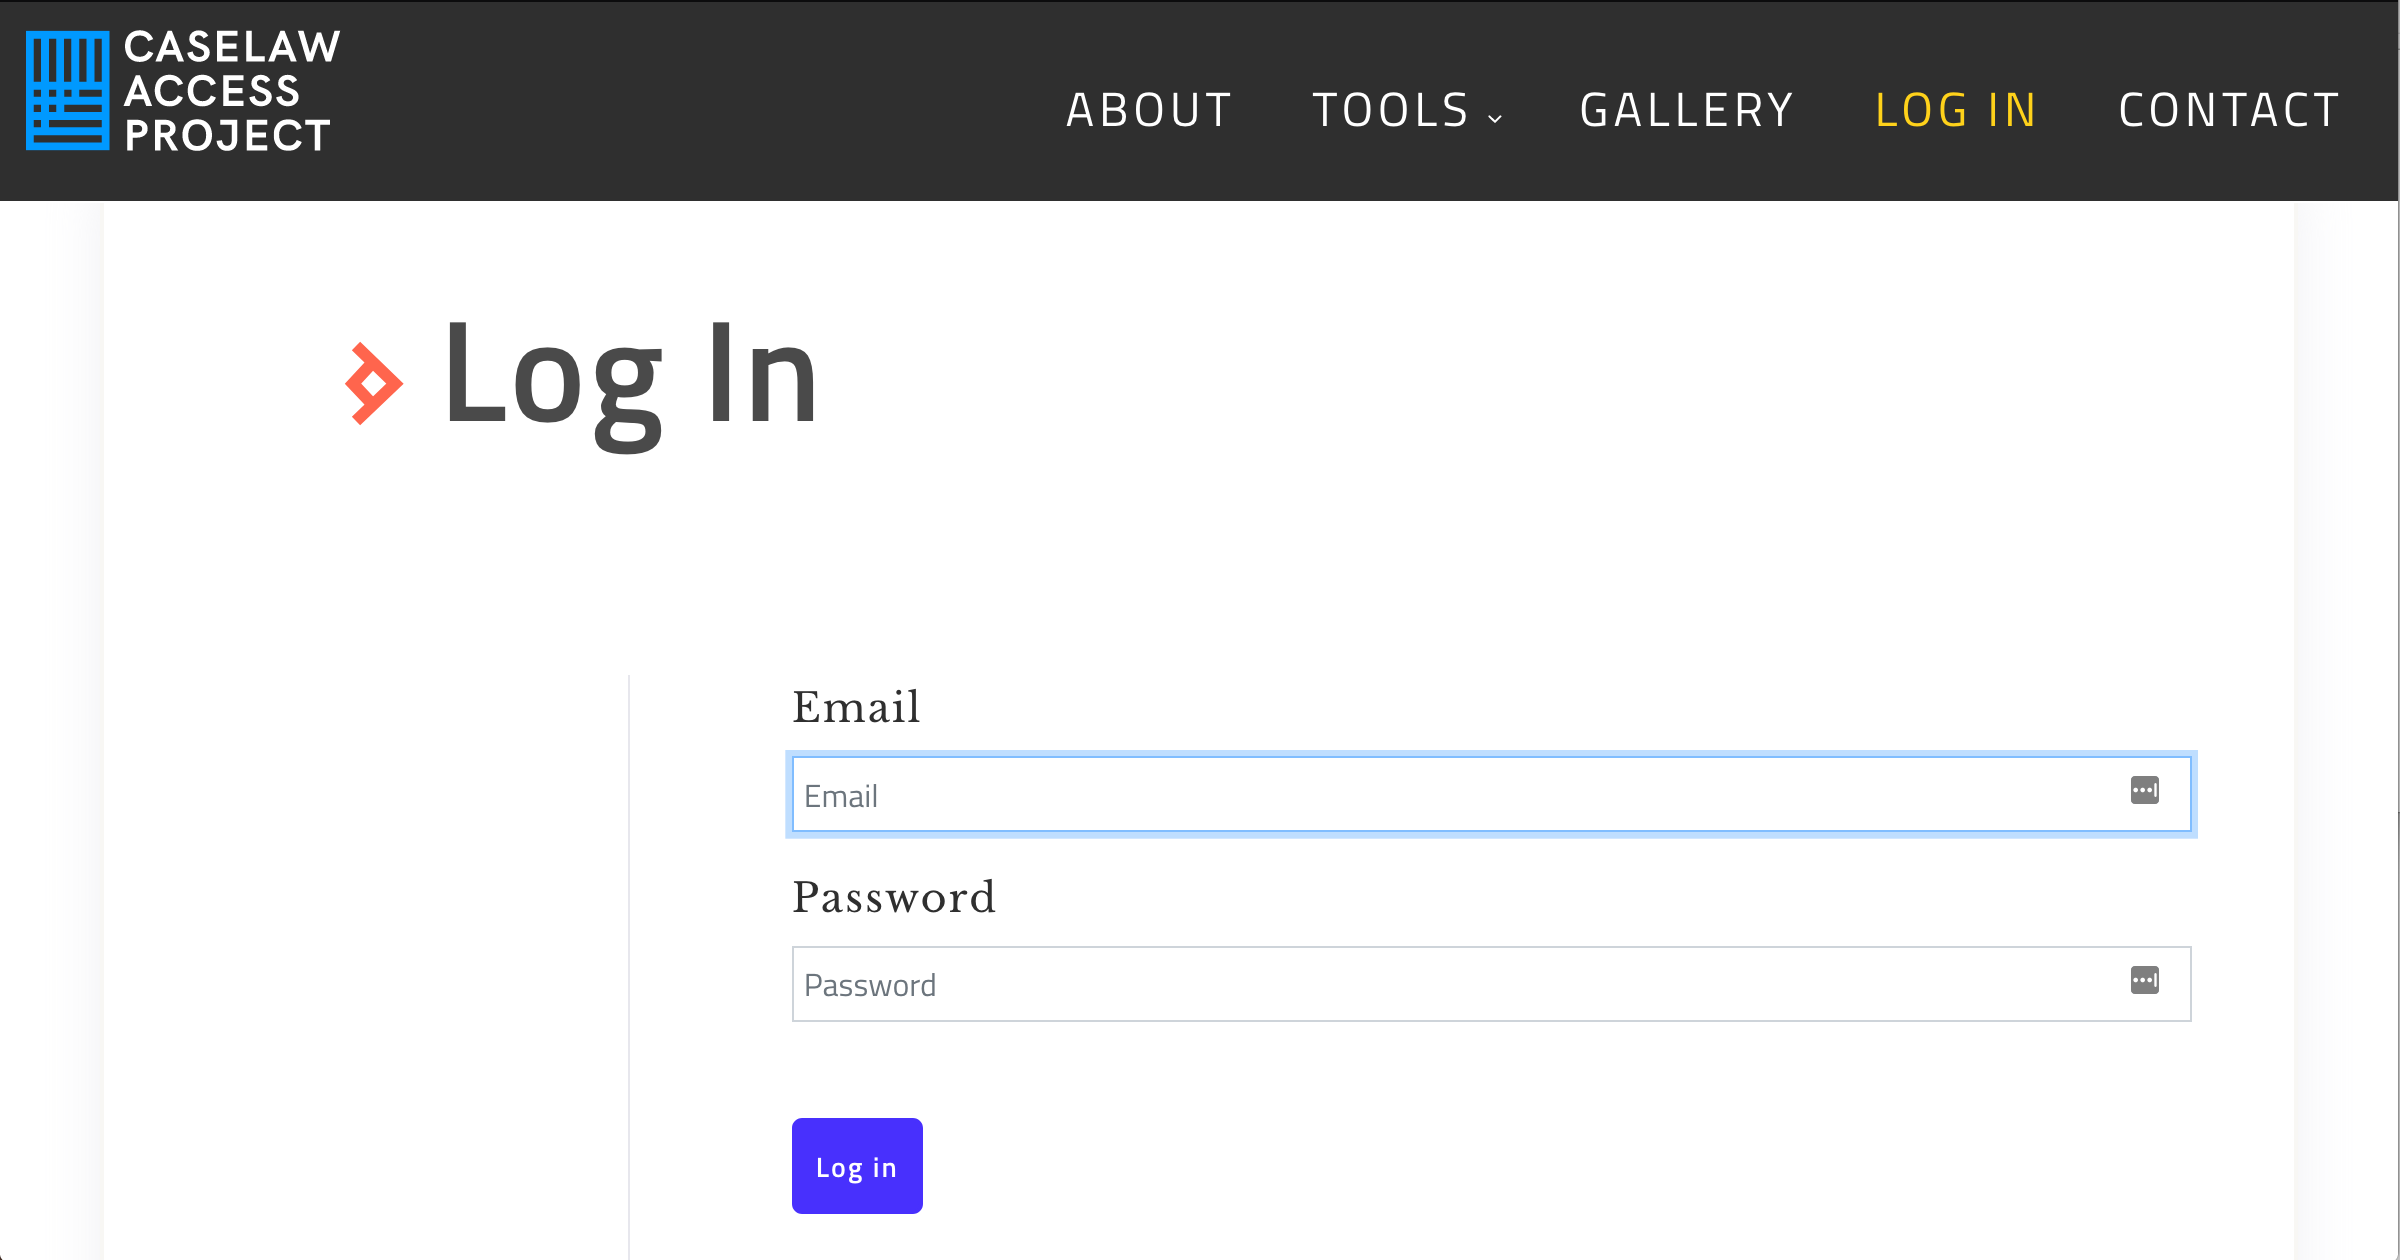 CASELAW
ACCESS
PROJECT
ABOUT TOOLS GALLERY LOG IN CONTACT
Log In
Email
Email
Password
Password
Log in